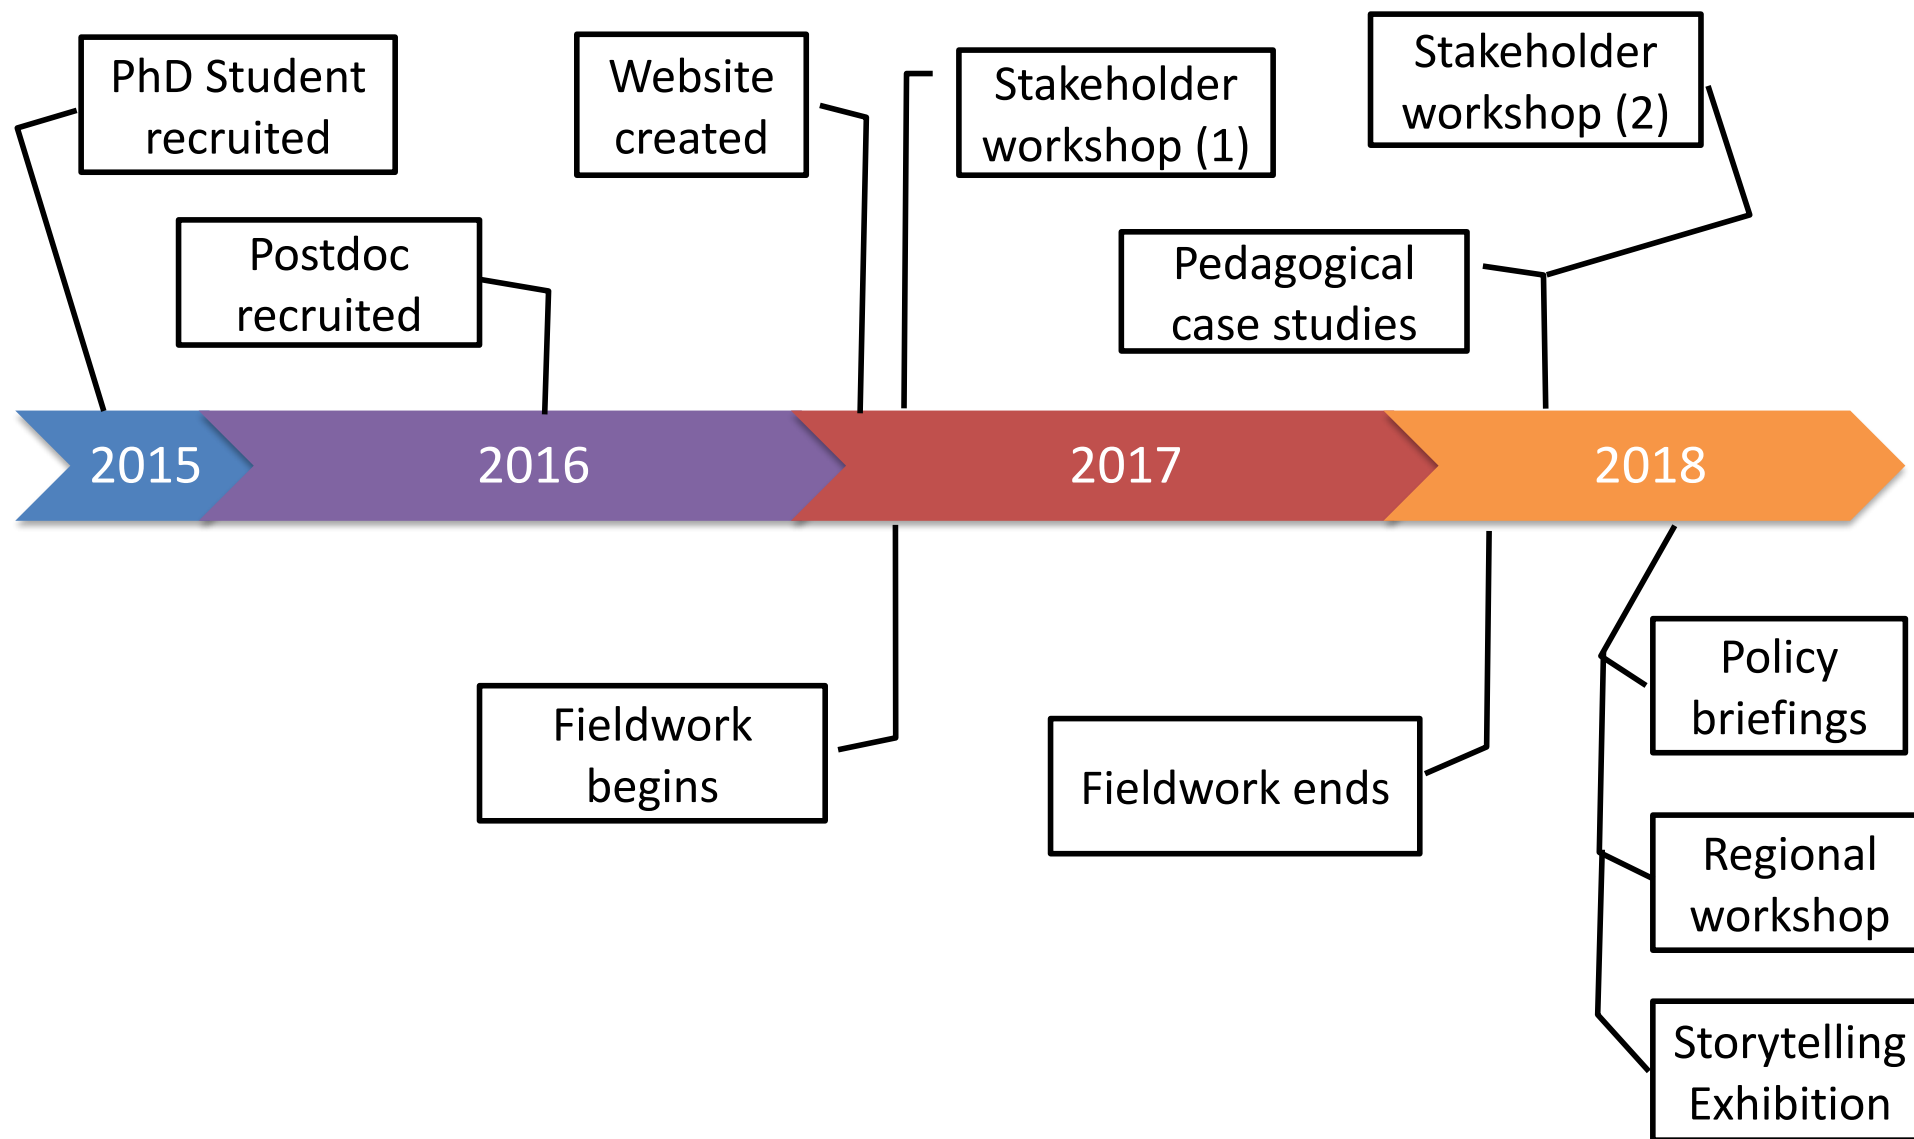 PhD Student
recruited
Website
created
Stakeholder
workshop (1)
Stakeholder
workshop (2)
Postdoc
recruited
Pedagogical
case studies
2015
2016
2017
2018
Fieldwork
begins
Fieldwork ends
Policy
briefings
Regional
workshop
Storytelling
Exhibition